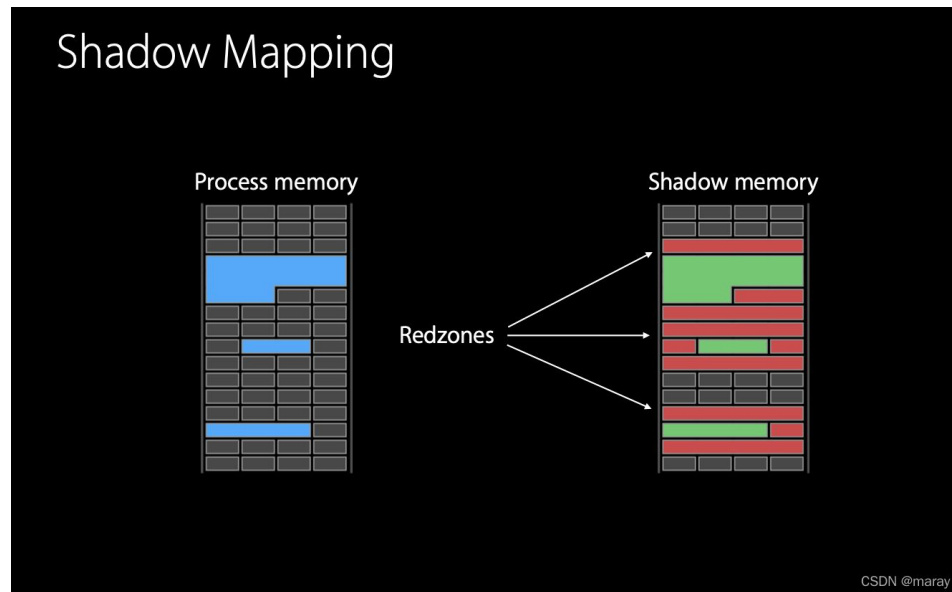 Shadow Mapping
Process memory
Shadow memory
Redzones
CSDN @maray